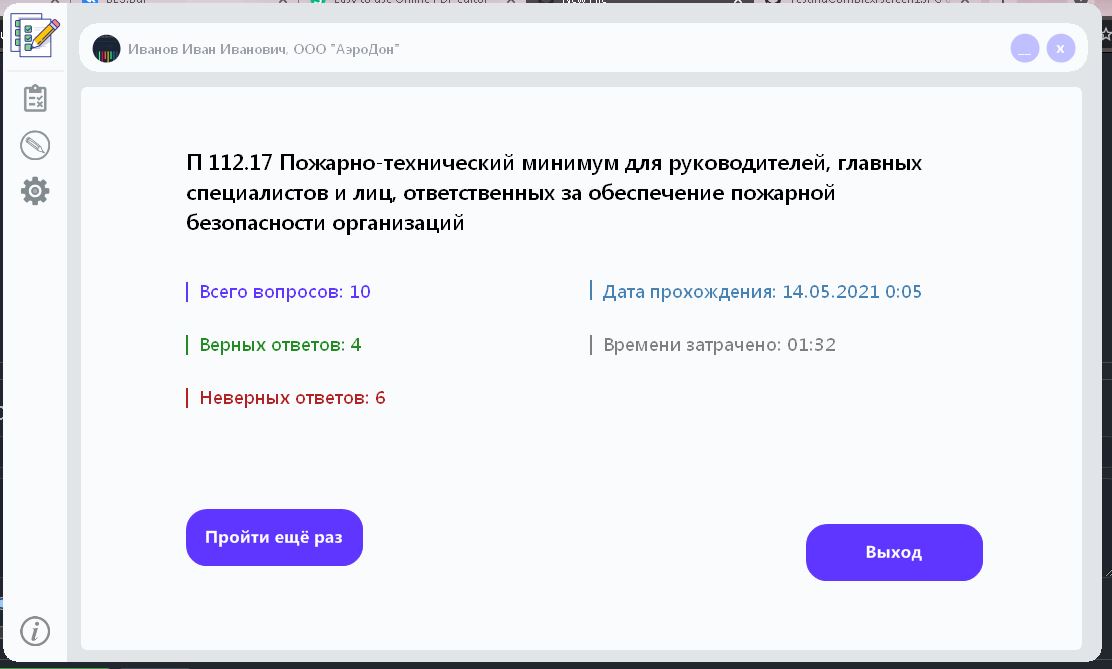 Иванов Иван Иванович, ООО "АэроДон"
x
П 112.17 Пожарно-технический минимум для руководителей, главных
специалистов и лиц, ответственных за обеспечение пожарной
безопасности организаций
Всего вопросов: 10
Дата прохождения: 14.05.2021 0:05
Верных ответов: 4
Времени затрачено: 01:32
Неверных ответов: 6
Пройти ещё раз
Выход
i